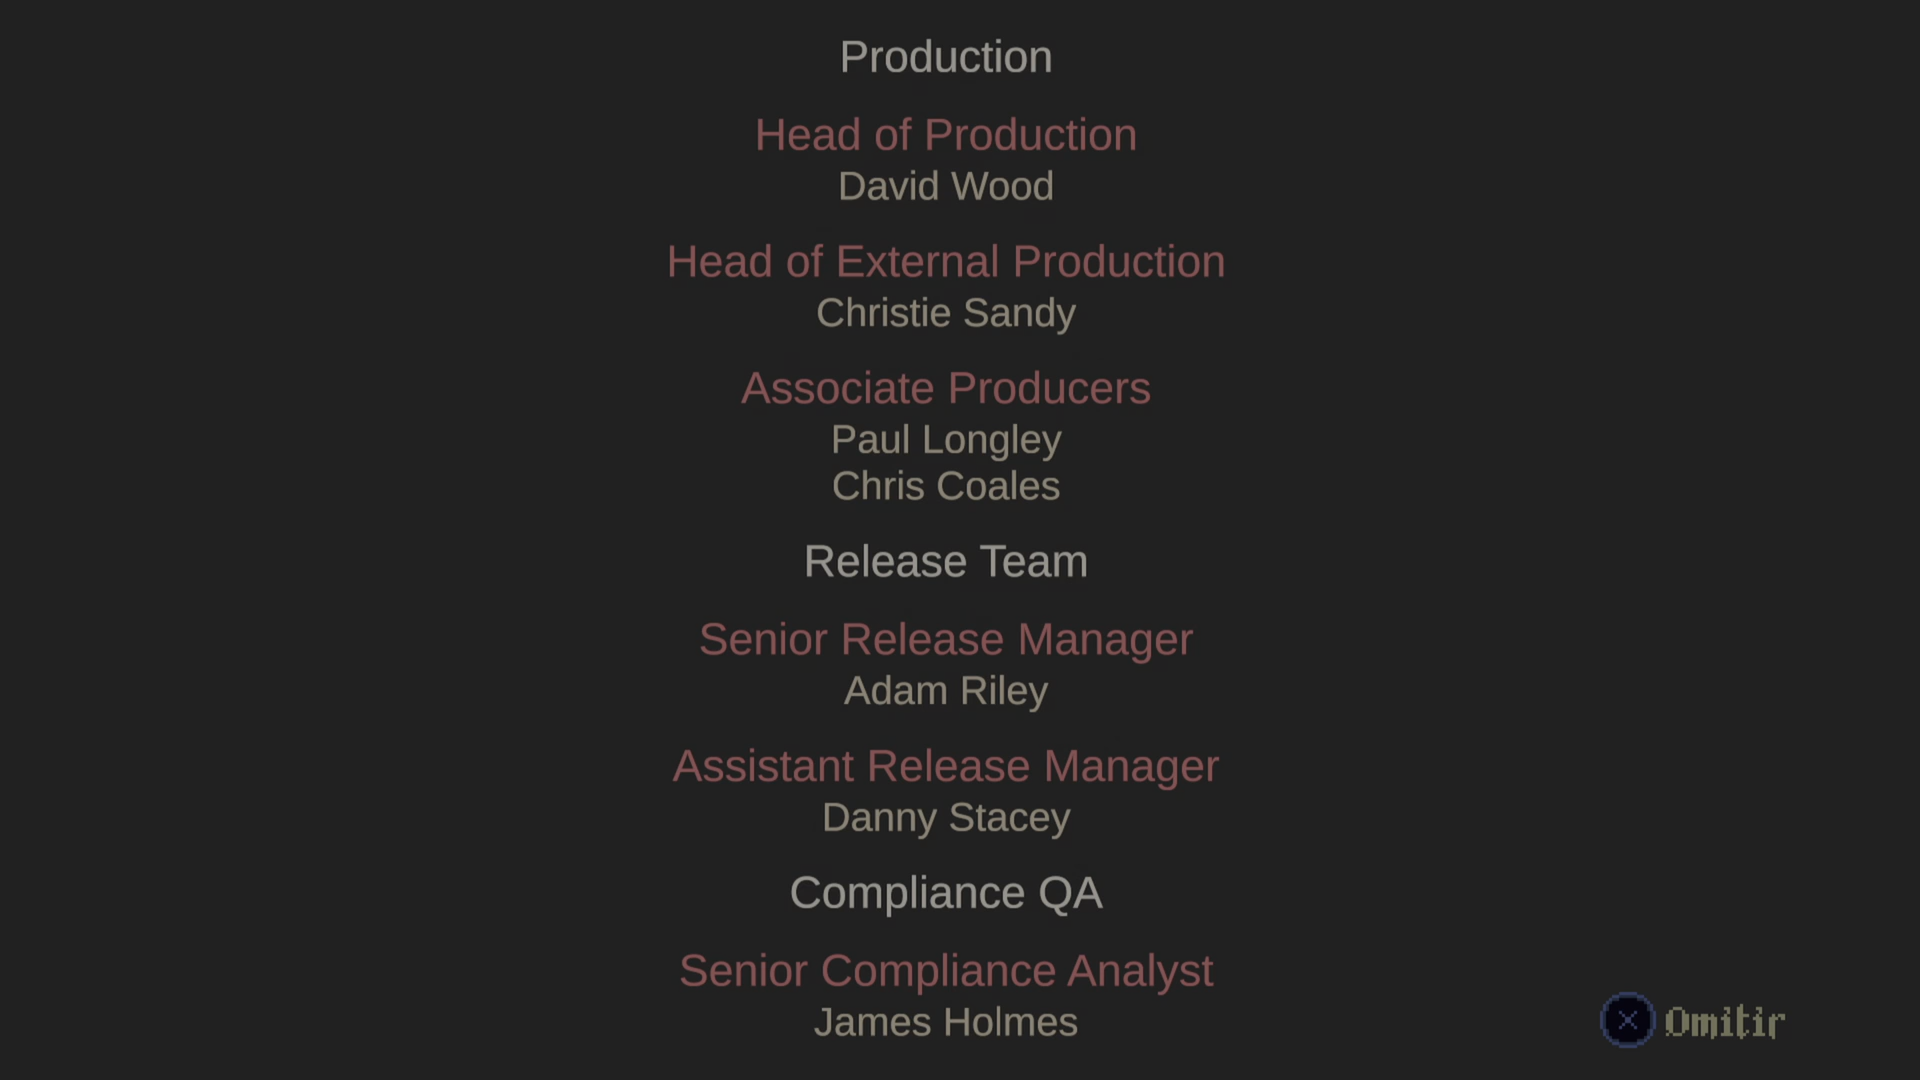 Production
Head of Production
David Wood
Head of External Production
Christie Sandy
Associate Producers
Paul Longley
Chris Coales
Release Team
Senior Release Manager
Adam Riley
Assistant Release Manager
Danny Stacey
Compliance QA
Senior Compliance Analyst
James Holmes
Omitir